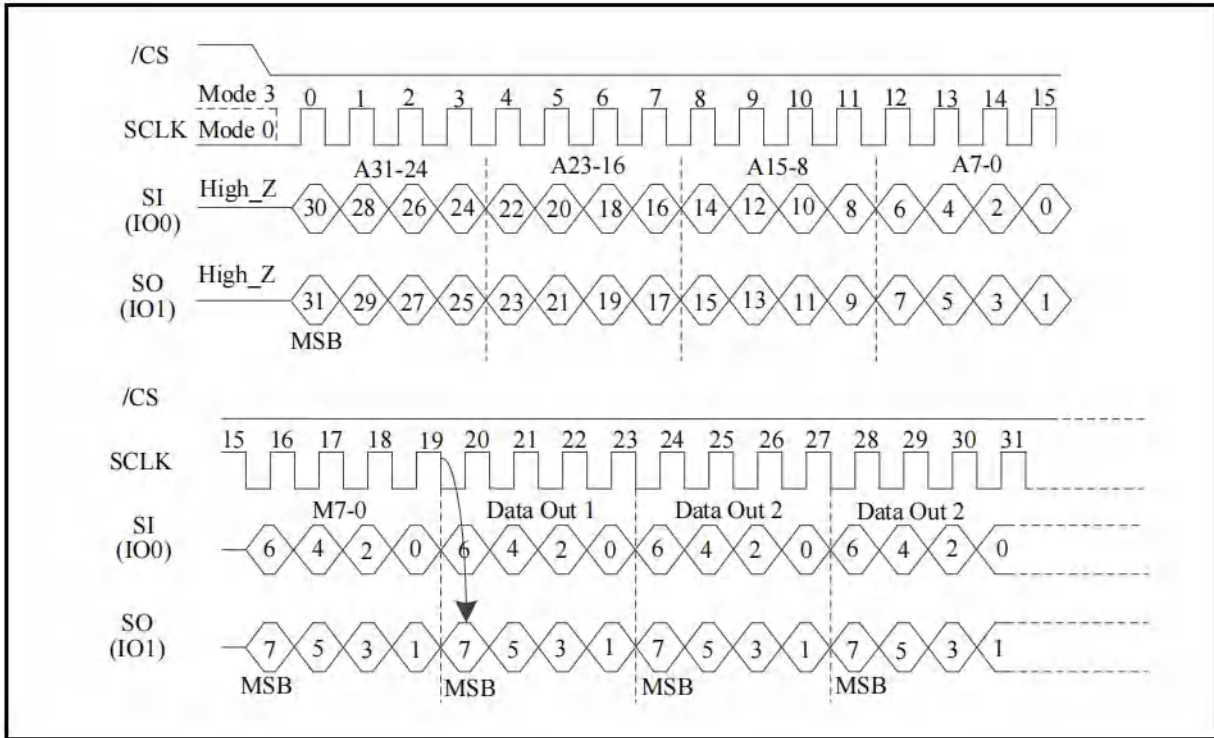 /CS
Mode 3 0 1 2 3 4 5 6 7 8 9 10 11 12 13 14 15
SCLK Mode 0
A31-24 A23-16 A15-8 A7-0
SI High_Z 30 28 26 24 22 20 18 16 14 12 10 8 6 4 2 0
(IO0)
SO High_Z 31 29 27 25 23 21 19 17 15 13 11 9 7 5 3 1
(IO1)
MSB
/CS
15 16 17 18 19 20 21 22 23 24 25 26 27 28 29 30 31
SCLK
M7-0 Data Out 1 Data Out 2 Data Out 2
SI 6 4 2 0 6 4 2 0 6 4 2 0 6 4 2 0
(IO0)
SO 7 5 3 1 7 5 3 1 7 5 3 1 7 5 3 1
(IO1)
MSB MSB MSB MSB